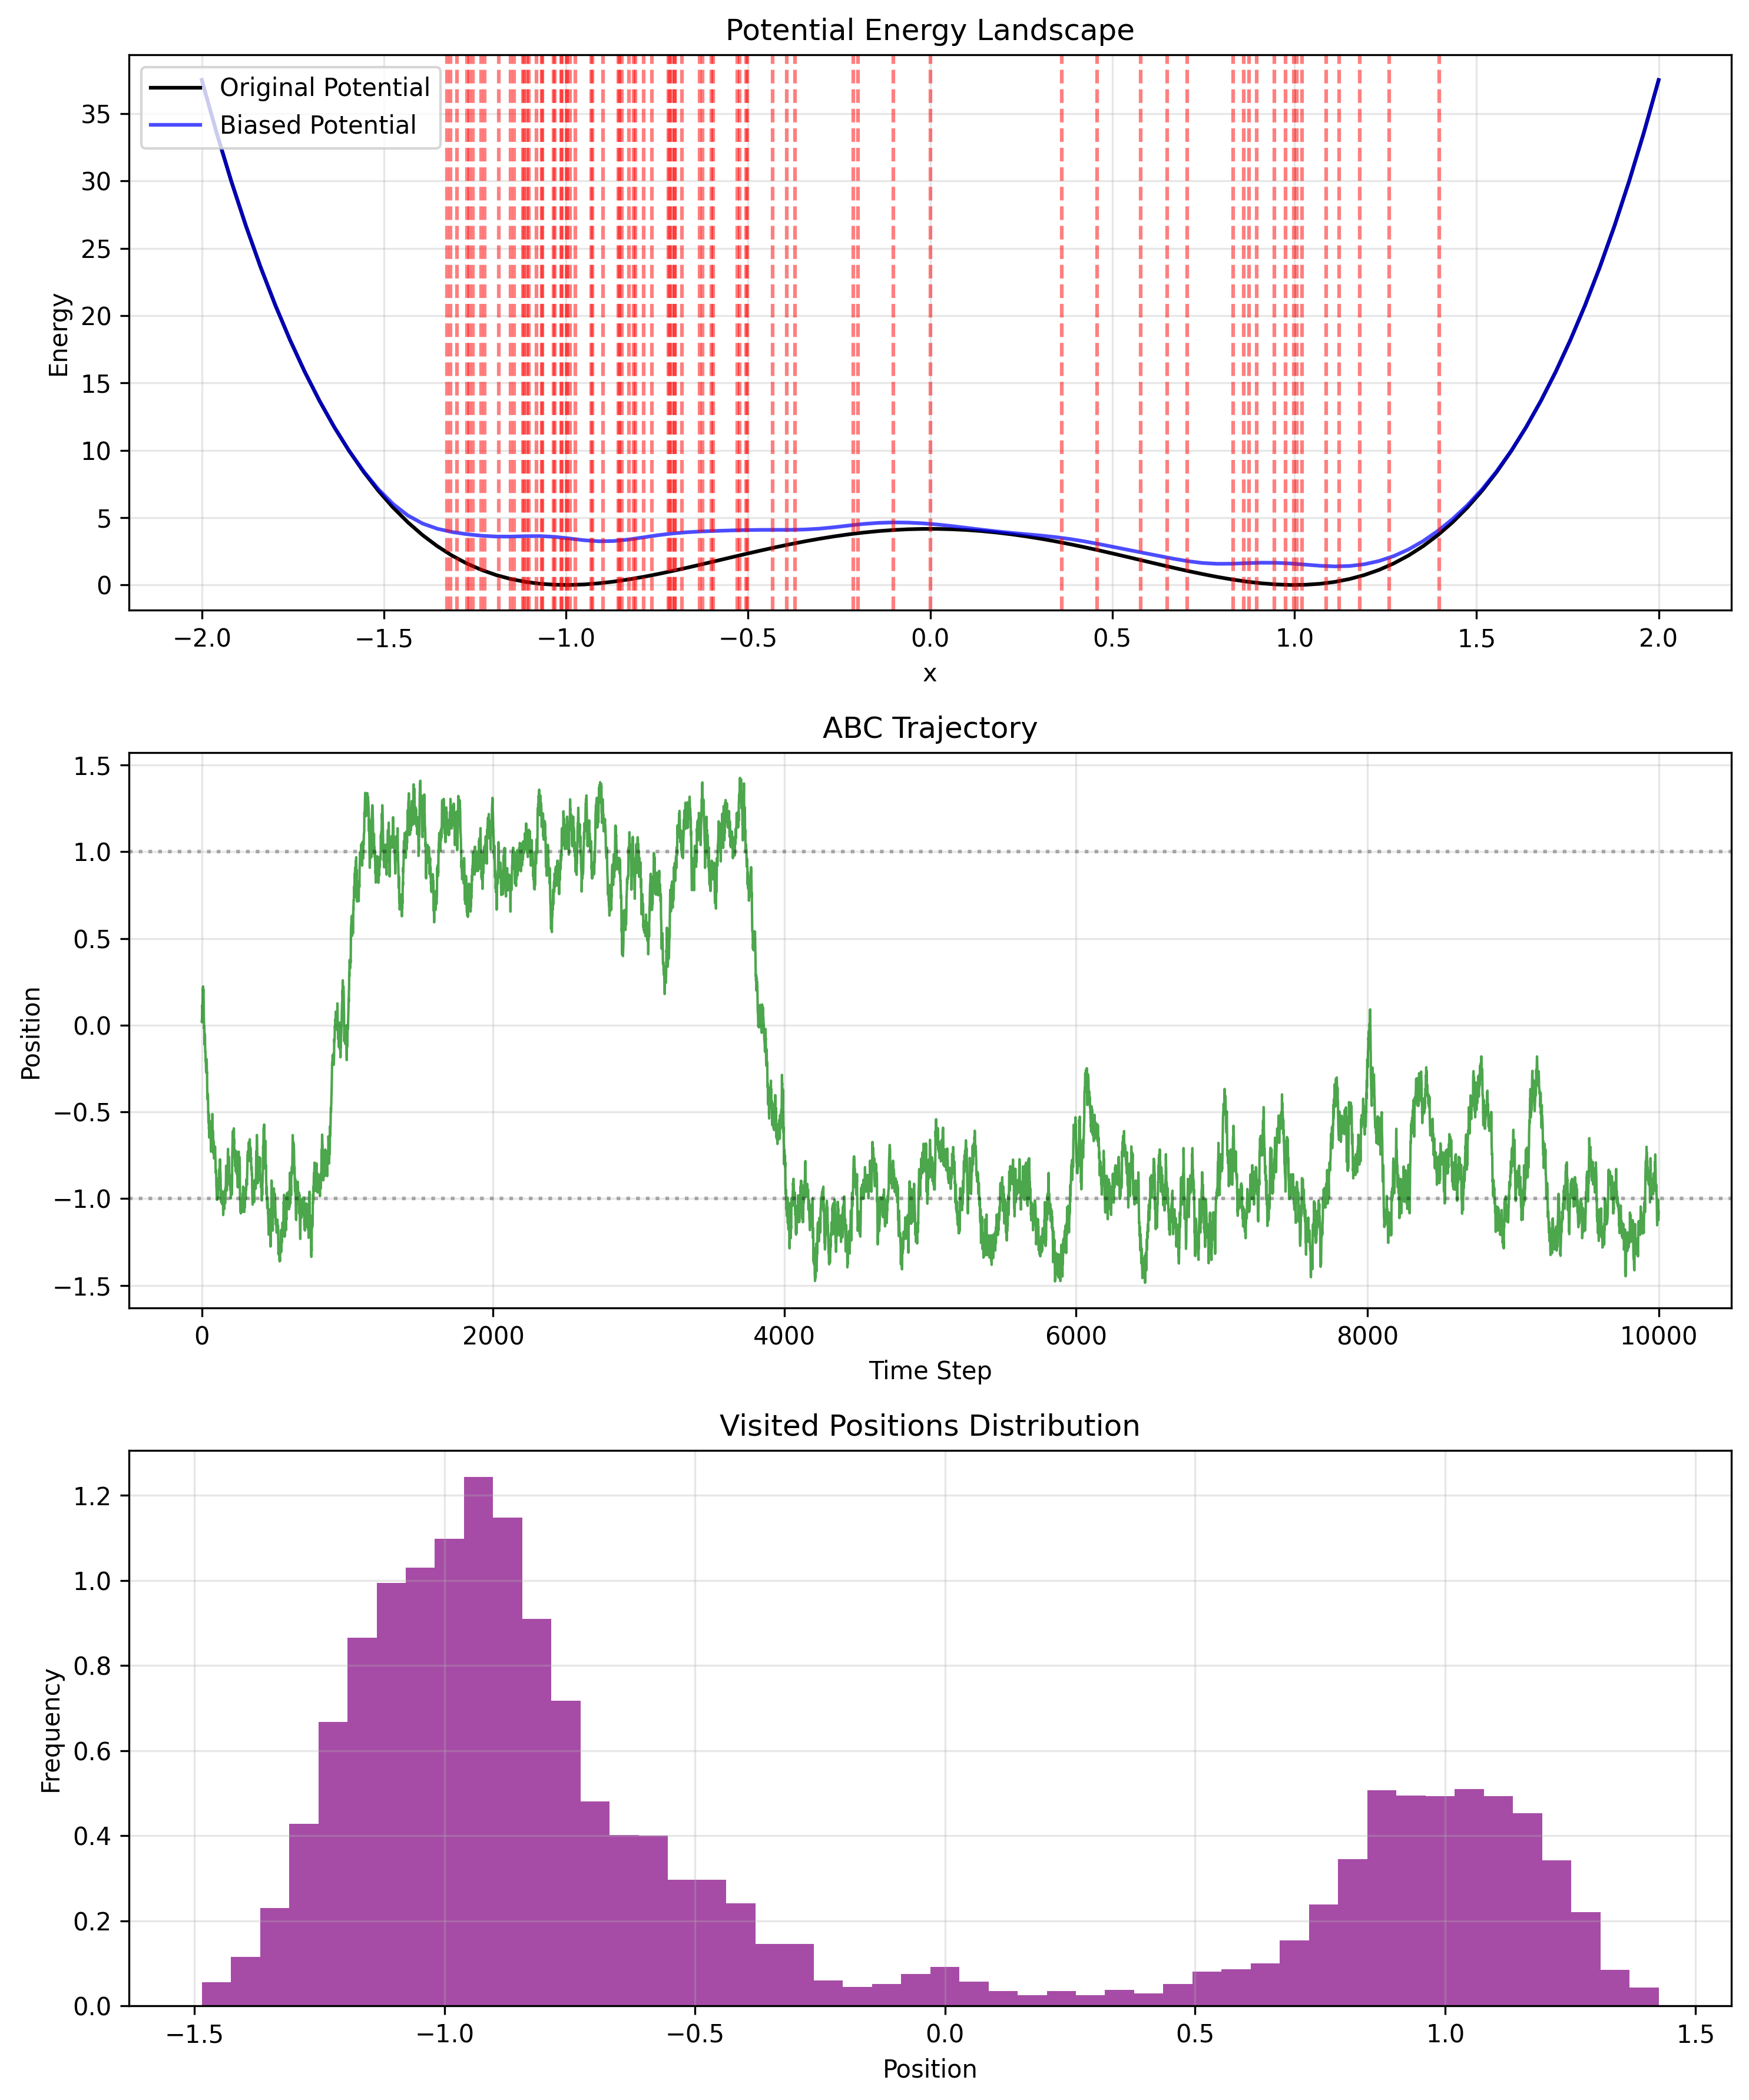 Potential Energy Landscape
Original Potential
Biased Potential
35
30
25
20
15
10
5
0
Energy
−2.0 −1.5 −1.0 −0.5 0.0 0.5 1.0 1.5 2.0
x
ABC Trajectory
1.5
1.0
0.5
0.0
−0.5
−1.0
−1.5
Position
0 2000 4000 6000 8000 10000
Time Step
Visited Positions Distribution
1.2
1.0
0.8
0.6
0.4
0.2
0.0
Frequency
−1.5 −1.0 −0.5 0.0 0.5 1.0 1.5
Position